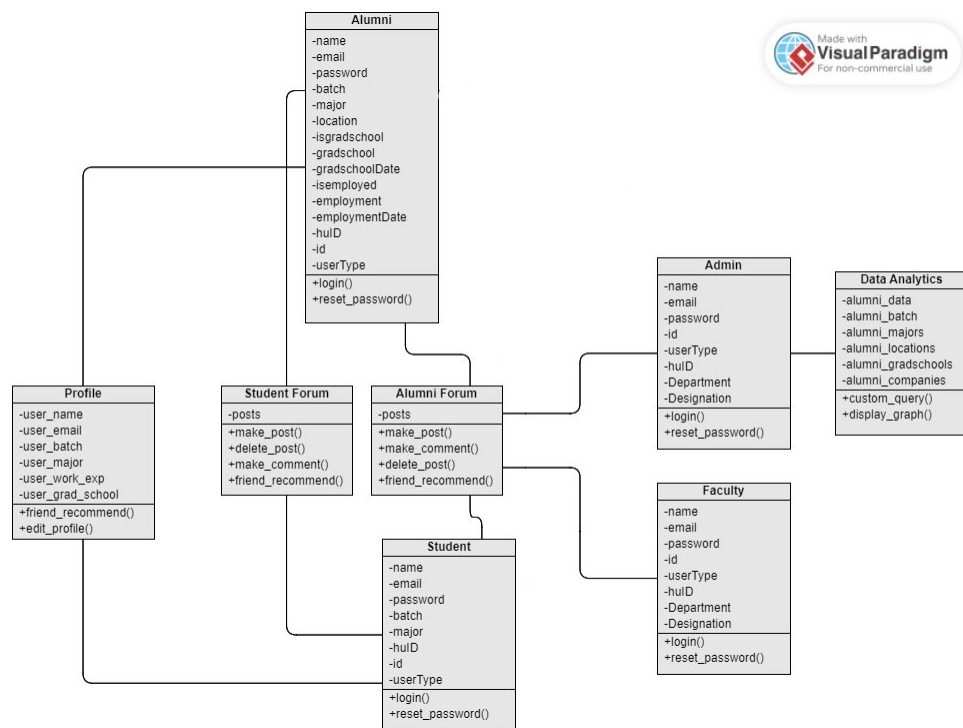 Alumni
-name
-email
-password
-batch
-major
-location
-isgradschool
-gradschool
-gradschoolDate
-isemployed
-employment
-employmentDate
-huID
-id
-userType
+login()
+reset_password()
Made with
Visual Paradigm
For non-commercial use
Admin
-name
-email
-password
-id
-userType
-huID
-Department
-Designation
+login()
+reset_password()
Data Analytics
-alumni_data
-alumni_batch
-alumni_majors
-alumni_locations
-alumni_gradschools
-alumni_companies
+custom_query()
+display_graph()
Profile
-user_name
-user_email
-user_batch
-user_major
-user_work_exp
-user_grad_school
+friend_recommend()
+edit_profile()
Student Forum
-posts
+make_post()
+delete_post()
+make_comment()
+friend_recommend()
Alumni Forum
-posts
+make_post()
+make_comment()
+delete_post()
+friend_recommend()
Faculty
-name
-email
-password
-id
-userType
-huID
-Department
-Designation
+login()
+reset_password()
Student
-name
-email
-password
-batch
-major
-huID
-id
-userType
+login()
+reset_password()